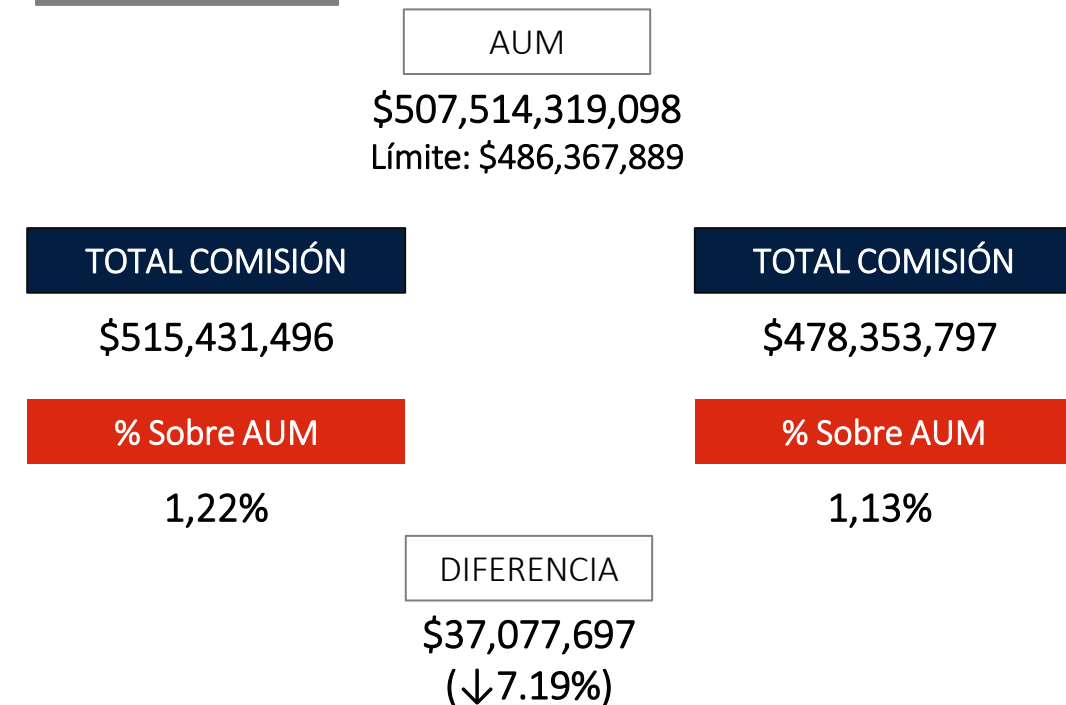 AUM
$507,514,319,098
Límite: $486,367,889
TOTAL COMISIÓN
TOTAL COMISIÓN
$515,431,496
$478,353,797
% Sobre AUM
% Sobre AUM
1,22%
1,13%
DIFERENCIA
$37,077,697
(↓7.19%)